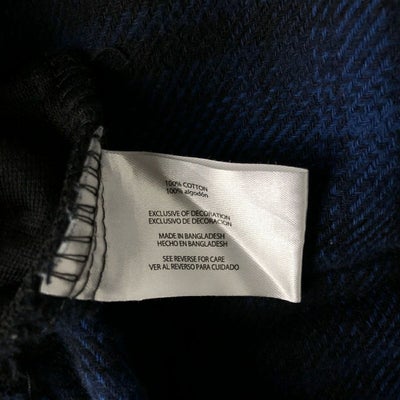 100% COTTON
100% algodón
EXCLUSIVE OF DECORATION
EXCLUSIVO DE DECORACION
MADE IN BANGLADESH
HECHO EN BANGLADESH
SEE REVERSE FOR CARE
VER AL REVERSO PARA CUIDADO